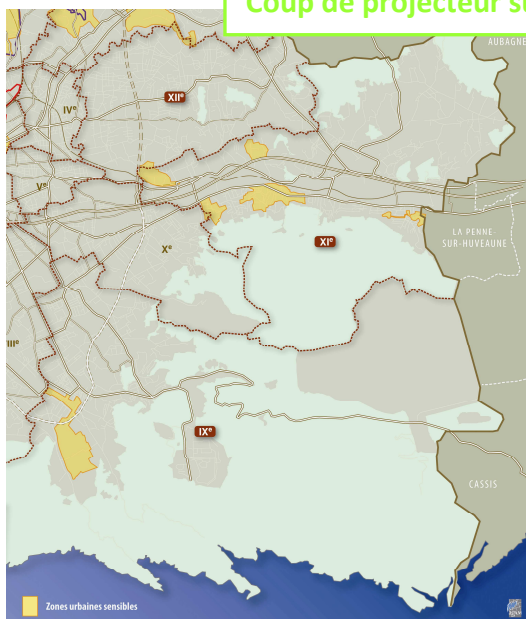 Coup de projecteur su
AUBAGNE
XIIᵉ
IVᵉ
Vᵉ
LA PENNE-
SUR-HUVEAUNE
XIᵉ
Xᵉ
IIIᵉ
IXᵉ
CASSIS
Zones urbaines sensibles